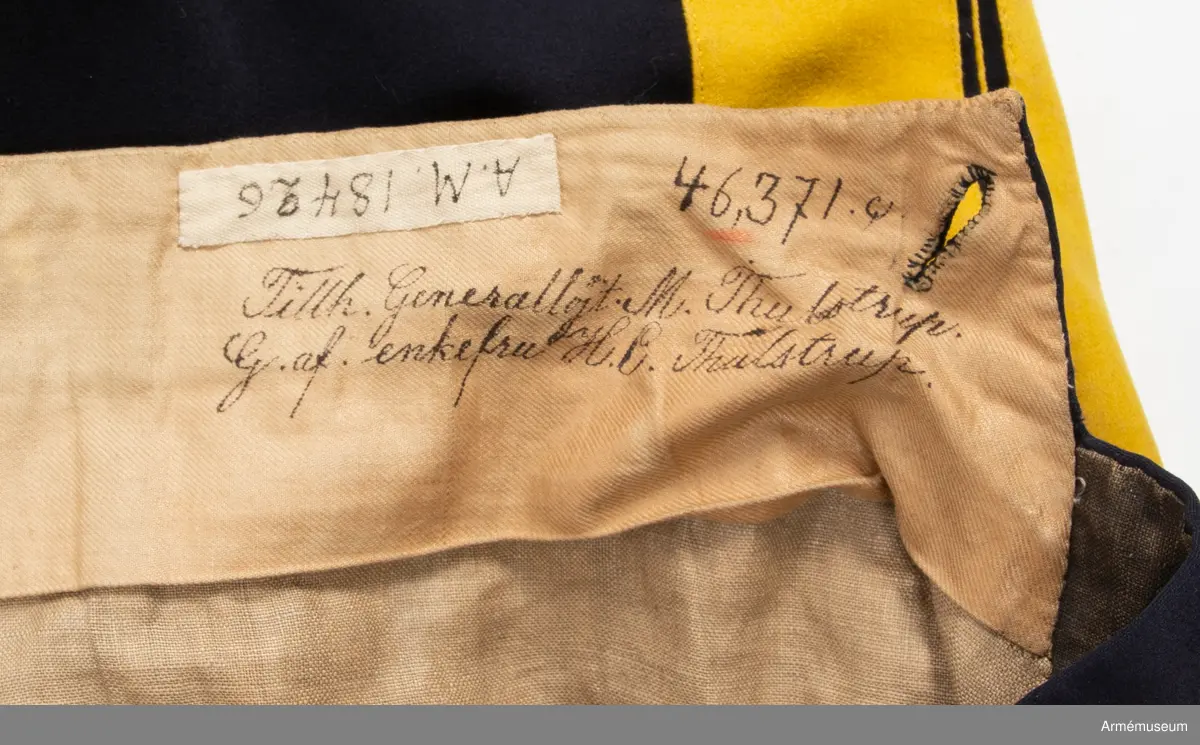 A.M. 18426
46,371. a.
Tillh. Generallöjt. M. Thulstrup.
G. af. enkefru H. C. Thulstrup.
Armémuseum